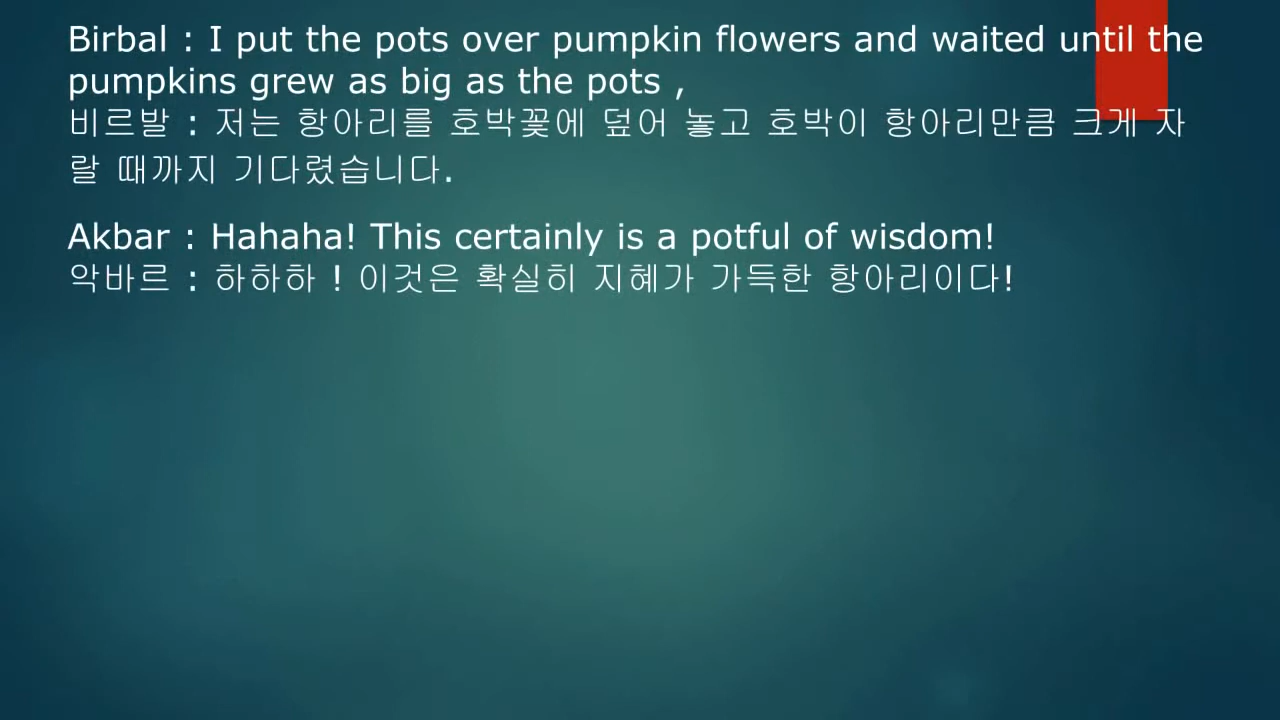 Birbal : I put the pots over pumpkin flowers and waited until the
pumpkins grew as big as the pots ,
비르발 : 저는 항아리를 호박꽃에 덮어 놓고 호박이 항아리만큼 크게 자
랄 때까지 기다렸습니다.
Akbar : Hahaha! This certainly is a potful of wisdom!
악바르 : 하하하 ! 이것은 확실히 지혜가 가득한 항아리이다!